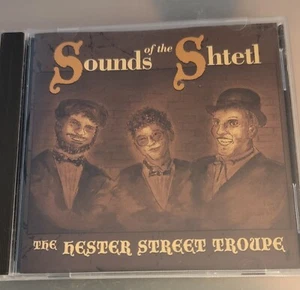 Sounds of the Shtetl
THE HESTER STREET TROUPE